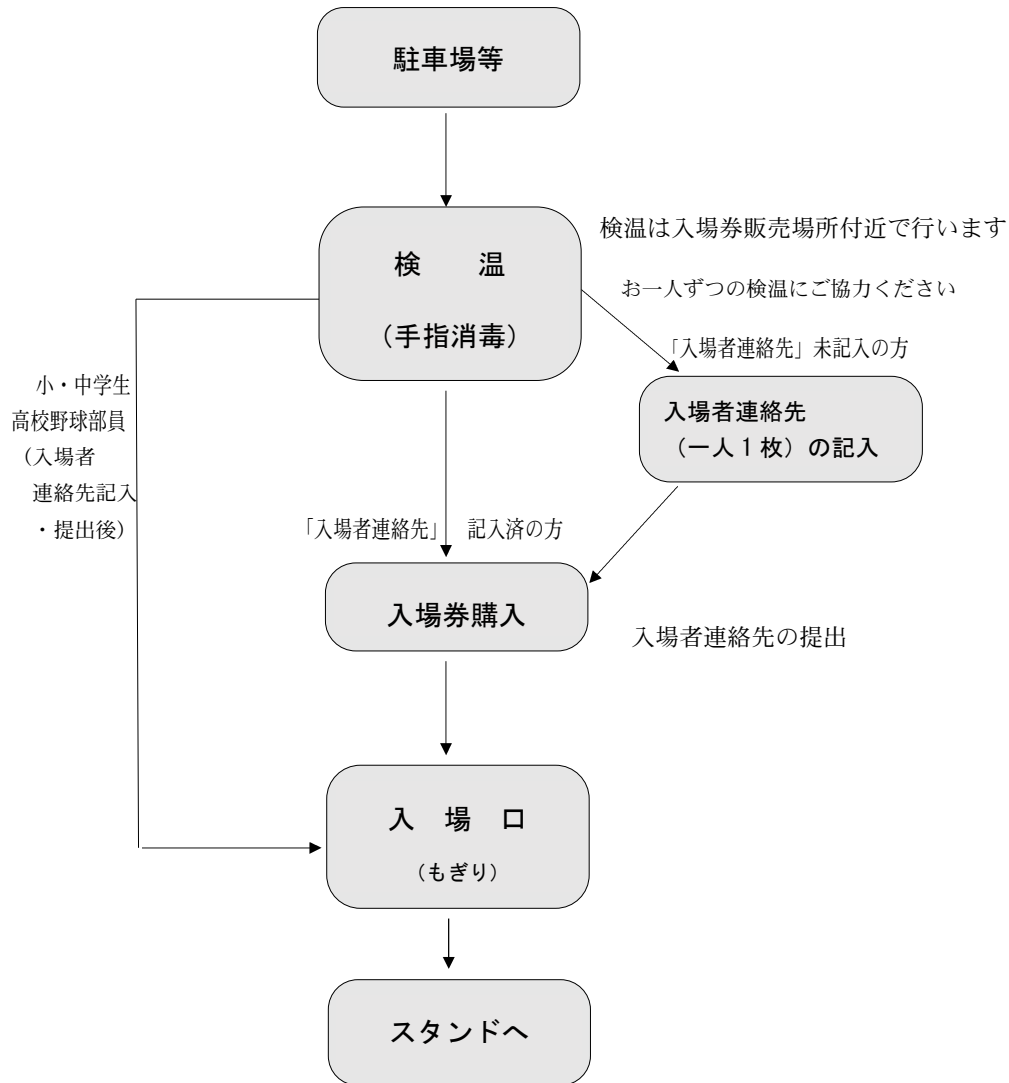 駐車場等
検　温
（手指消毒）
検温は入場券販売場所付近で行います
お一人ずつの検温にご協力ください
「入場者連絡先」未記入の方
入場者連絡先
（一人１枚）の記入
小・中学生
高校野球部員
（入場者
連絡先記入
・提出後）
「入場者連絡先」　記入済の方
入場券購入
入場者連絡先の提出
入　場　口
（もぎり）
スタンドへ